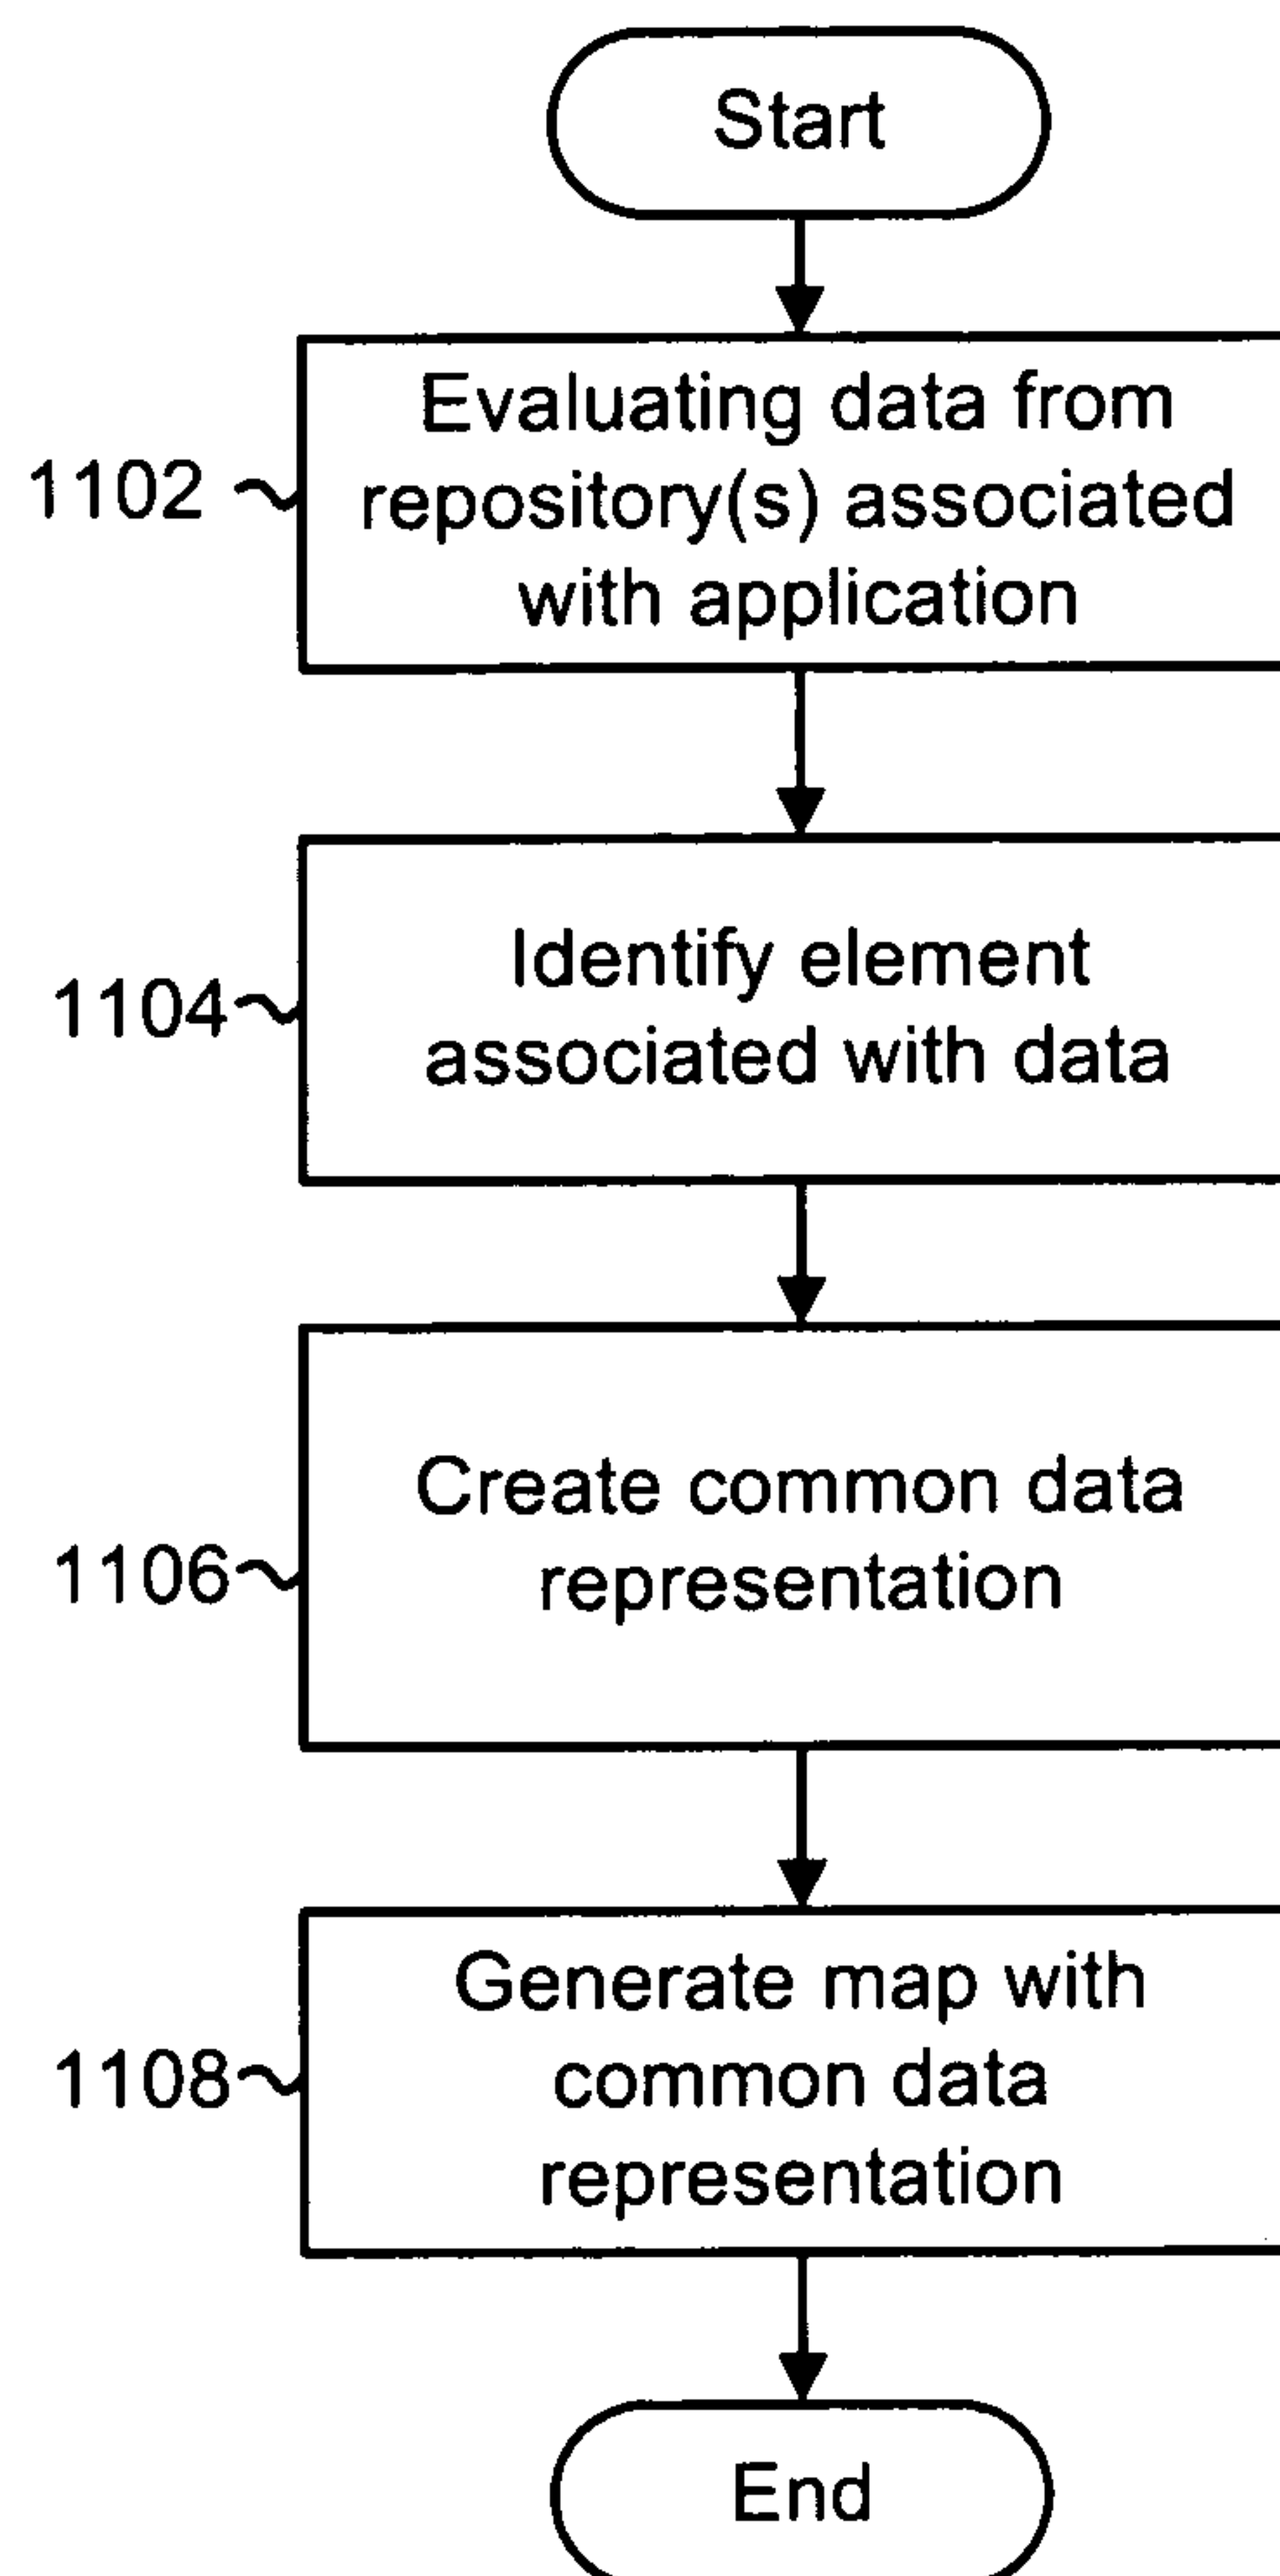 Start
Evaluating data from
repository(s) associated
with application
1102
Identify element
associated with data
1104
Create common data
representation
1106
Generate map with
common data
representation
1108
End